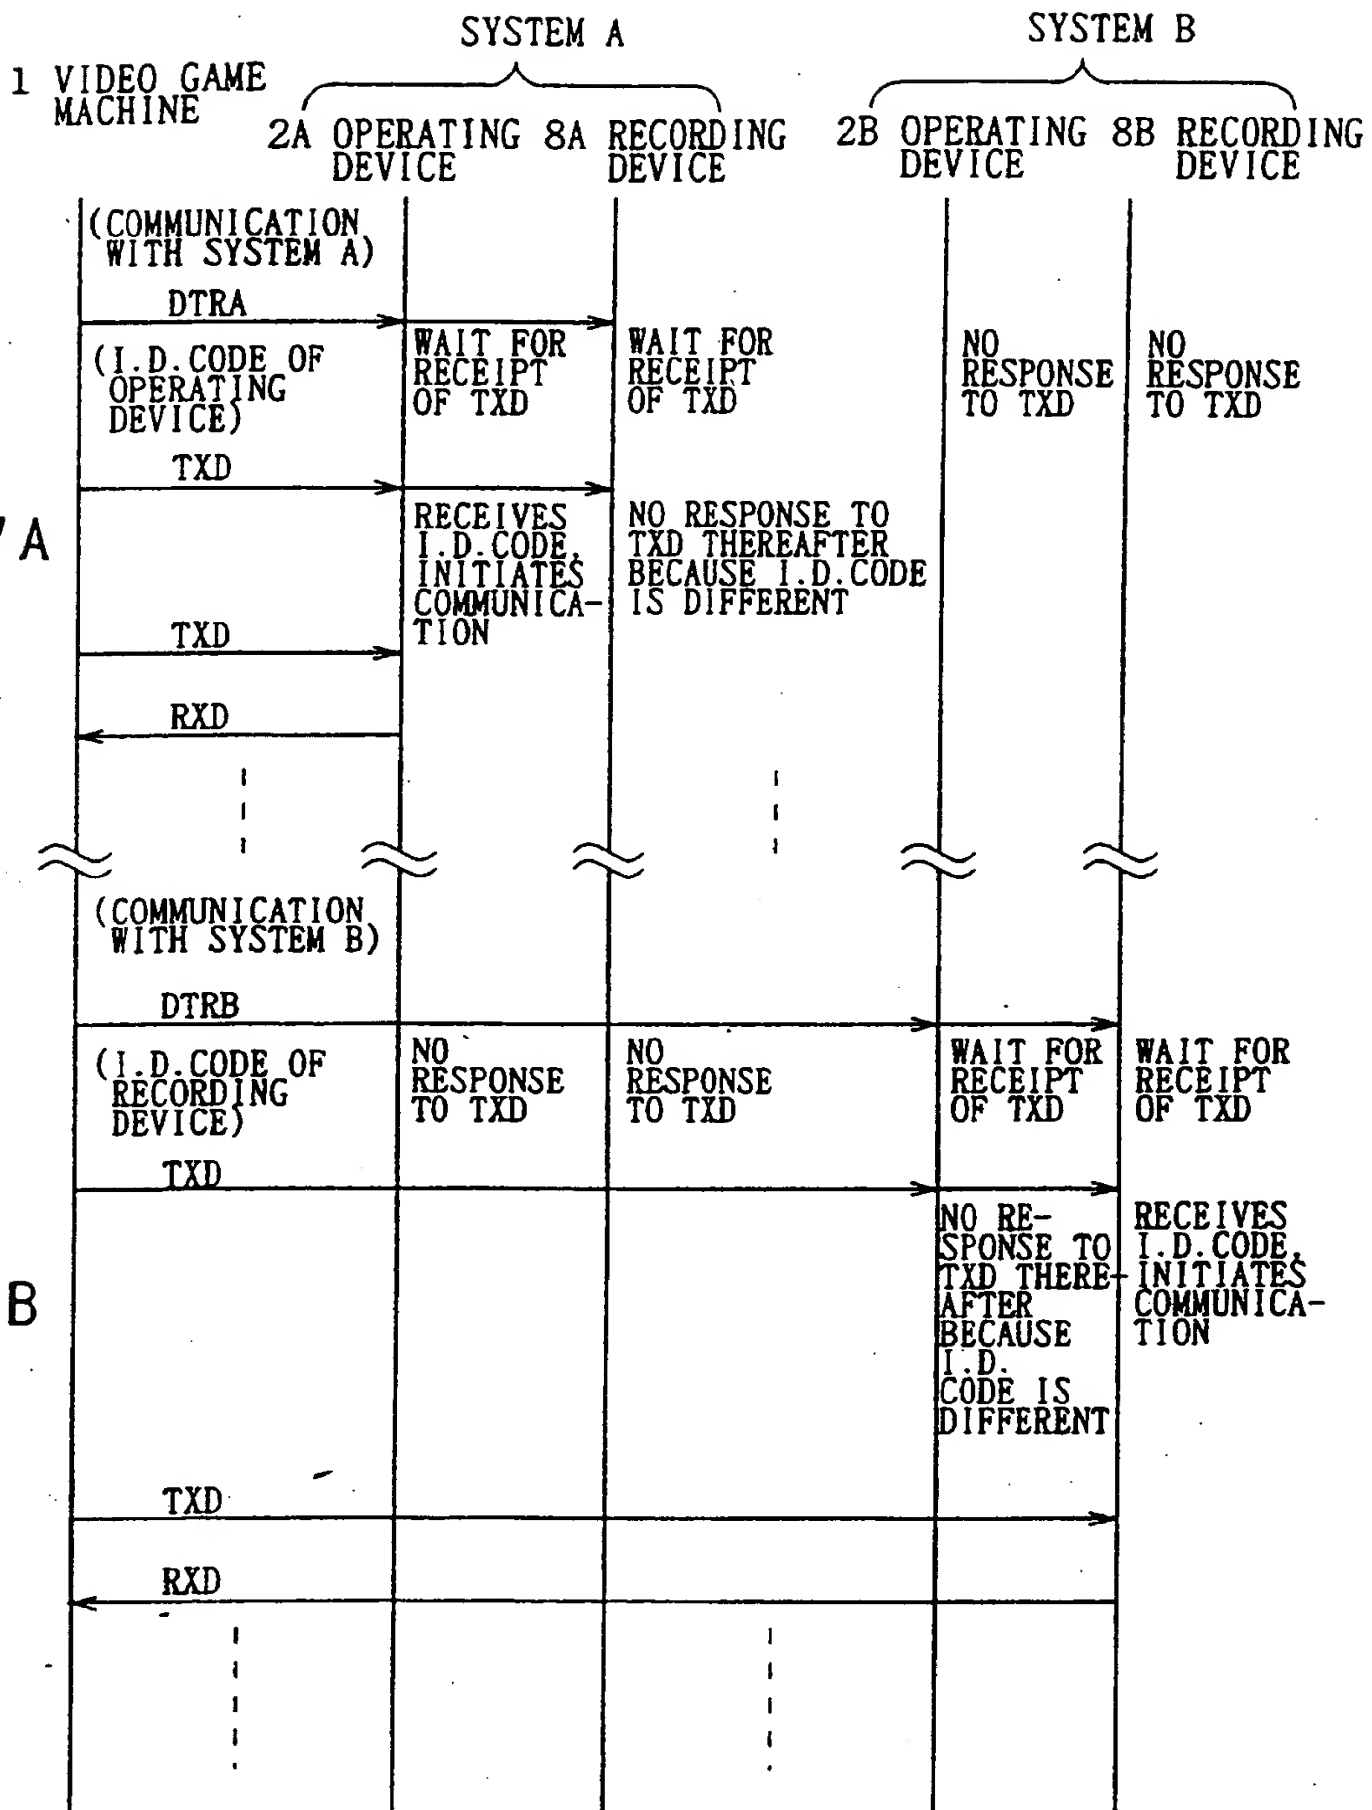 SYSTEM A
SYSTEM B
1 VIDEO GAME
MACHINE
2A OPERATING
DEVICE
8A RECORDING
DEVICE
2B OPERATING
DEVICE
8B RECORDING
DEVICE
(COMMUNICATION
WITH SYSTEM A)
DTRA
(I.D.CODE OF
OPERATING
DEVICE)
WAIT FOR
RECEIPT
OF TXD
WAIT FOR
RECEIPT
OF TXD
NO
RESPONSE
TO TXD
NO
RESPONSE
TO TXD
TXD
A
RECEIVES
I.D.CODE,
INITIATES
COMMUNICA-
TION
NO RESPONSE TO
TXD THEREAFTER
BECAUSE I.D.CODE
IS DIFFERENT
TXD
RXD
(COMMUNICATION
WITH SYSTEM B)
DTRB
(I.D.CODE OF
RECORDING
DEVICE)
NO
RESPONSE
TO TXD
NO
RESPONSE
TO TXD
WAIT FOR
RECEIPT
OF TXD
WAIT FOR
RECEIPT
OF TXD
TXD
B
NO RE-
SPONSE TO
TXD THERE-
AFTER
BECAUSE
I.D.
CODE IS
DIFFERENT
RECEIVES
I.D.CODE,
INITIATES
COMMUNICA-
TION
TXD
RXD